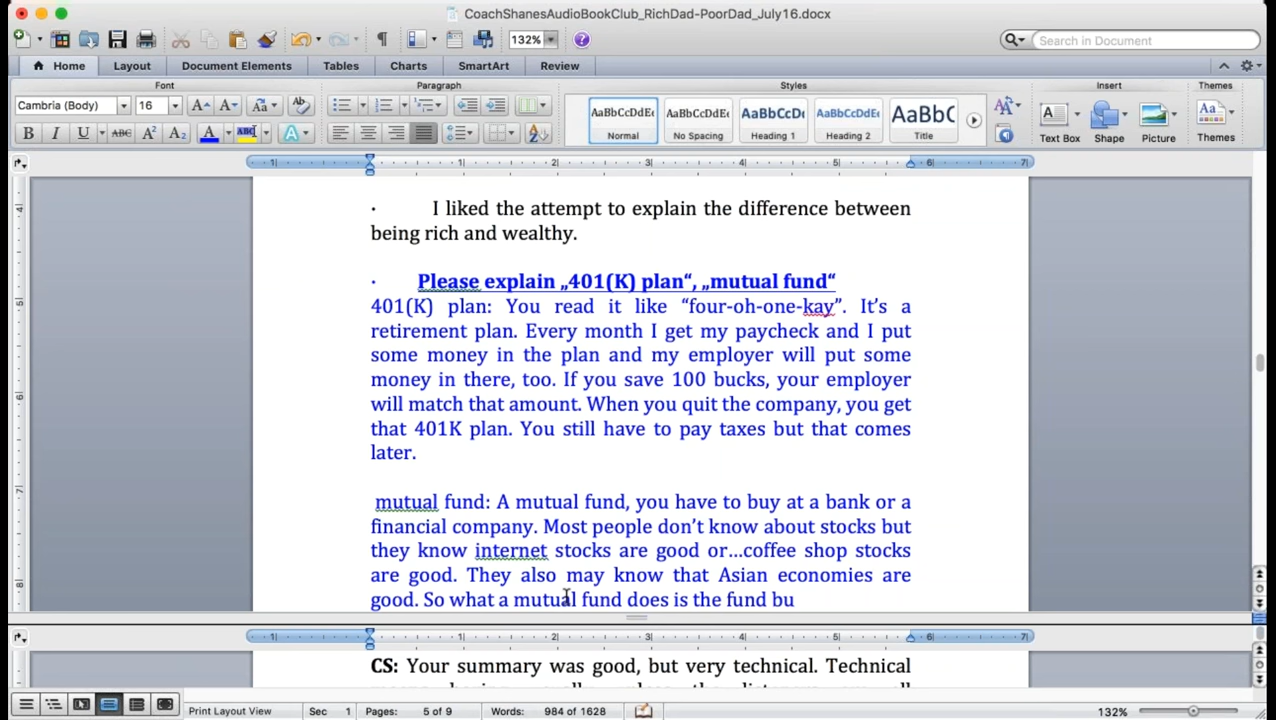 CoachShanesAudioBookClub_RichDad-PoorDad_July16.docx
132%
Search in Document
Home Layout Document Elements Tables Charts SmartArt Review
Font Paragraph Styles Insert Themes
Cambria (Body) 16
AaBbCcDdE AaBbCcDdE AaBbCcDc AaBbCcDdE AaBbC
Normal No Spacing Heading 1 Heading 2 Title
Text Box Shape Picture Themes
· I liked the attempt to explain the difference between
being rich and wealthy.
· Please explain „401(K) plan“, „mutual fund“
401(K) plan: You read it like “four-oh-one-kay”. It’s a
retirement plan. Every month I get my paycheck and I put
some money in the plan and my employer will put some
money in there, too. If you save 100 bucks, your employer
will match that amount. When you quit the company, you get
that 401K plan. You still have to pay taxes but that comes
later.
mutual fund: A mutual fund, you have to buy at a bank or a
financial company. Most people don’t know about stocks but
they know internet stocks are good or…coffee shop stocks
are good. They also may know that Asian economies are
good. So what a mutual fund does is the fund bu
CS: Your summary was good, but very technical. Technical
Print Layout View Sec 1 Pages: 5 of 9 Words: 984 of 1628 132%